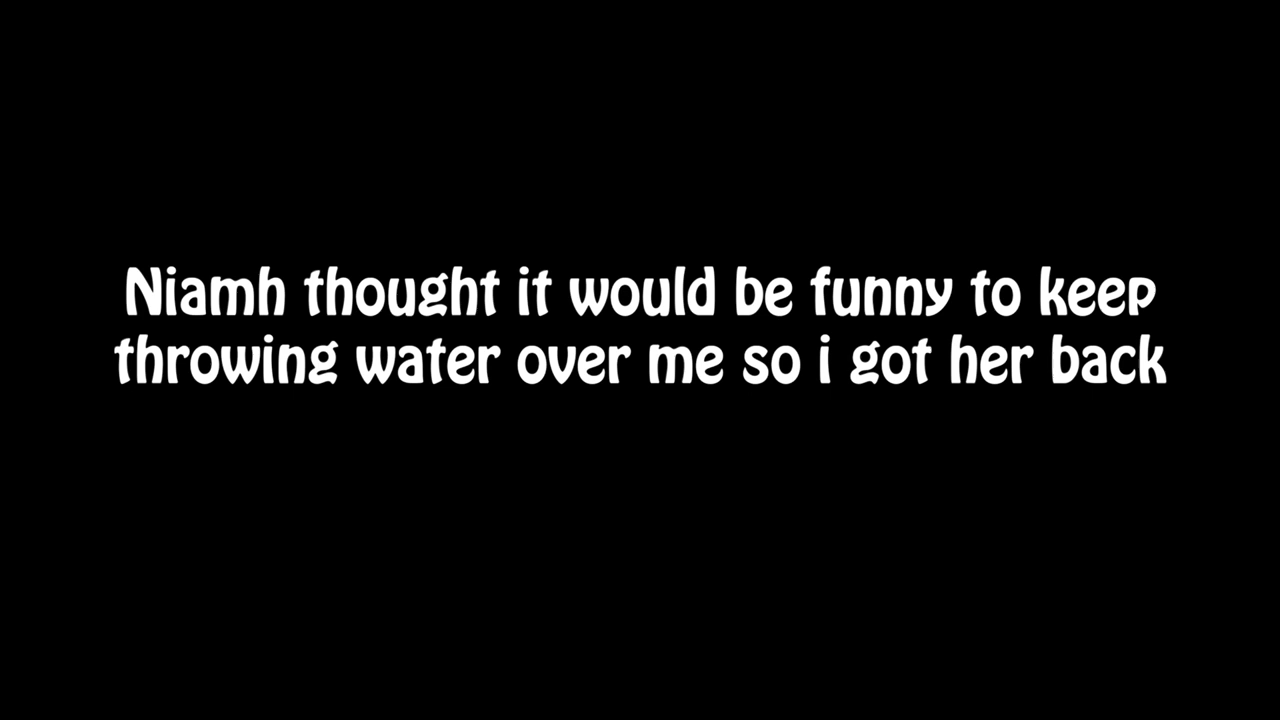 Niamh thought it would be funny to keep
throwing water over me so i got her back